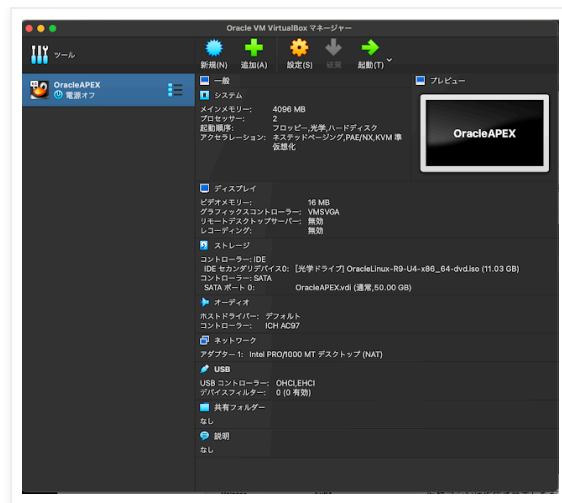 Oracle VM VirtualBox マネージャー
ツール
新規(N) 追加(A) 設定(S) 破棄 起動(T)
OracleAPEX
電源オフ
一般
プレビュー
OracleAPEX
システム
メインメモリー: 4096 MB
プロセッサー: 2
起動順序: フロッピー,光学,ハードディスク
アクセラレーション: ネステッドページング,PAE/NX,KVM 準
仮想化
ディスプレイ
ビデオメモリー: 16 MB
グラフィックスコントローラー: VMSVGA
リモートデスクトップサーバー: 無効
レコーディング: 無効
ストレージ
コントローラー: IDE
IDE セカンダリデバイス0: [光学ドライブ] OracleLinux-R9-U4-x86_64-dvd.iso (11.03 GB)
コントローラー: SATA
SATA ポート 0: OracleAPEX.vdi (通常,50.00 GB)
オーディオ
ホストドライバー: デフォルト
コントローラー: ICH AC97
ネットワーク
アダプター 1: Intel PRO/1000 MT デスクトップ (NAT)
USB
USB コントローラー: OHCI,EHCI
デバイスフィルター: 0 (0 有効)
共有フォルダー
なし
説明
なし